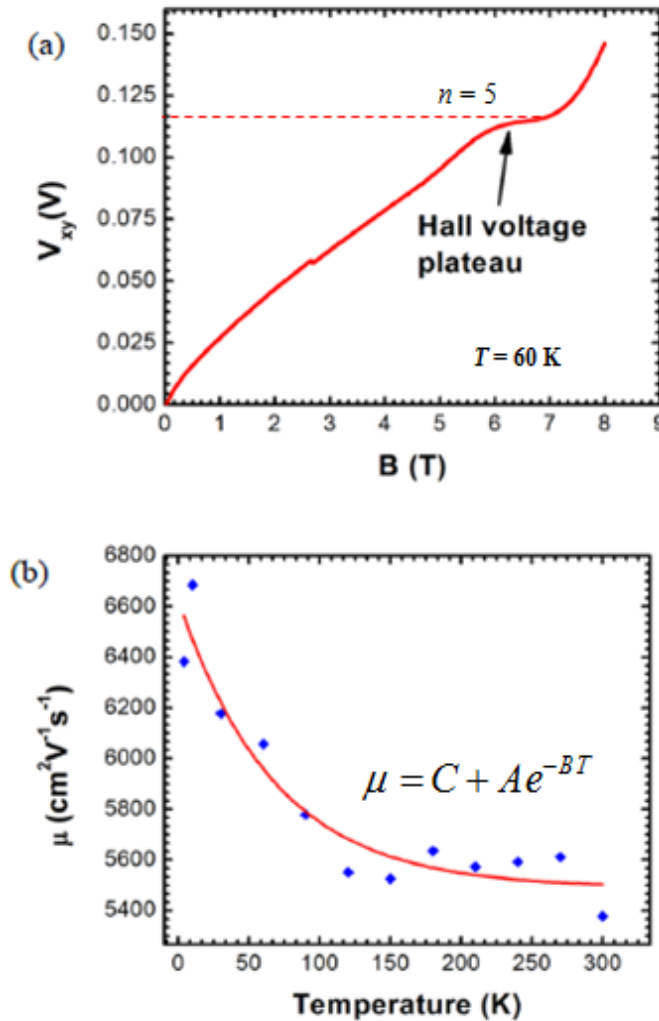 (a)
0.150
0.125
0.100
0.075
0.050
0.025
0.000
V_xy(V)
n = 5
Hall voltage
plateau
T = 60 K
0 1 2 3 4 5 6 7 8 9
B (T)
(b)
6800
6600
6400
6200
6000
5800
5600
5400
μ (cm²V⁻¹s⁻¹)
μ = C + Ae^{-BT}
0 50 100 150 200 250 300
Temperature (K)